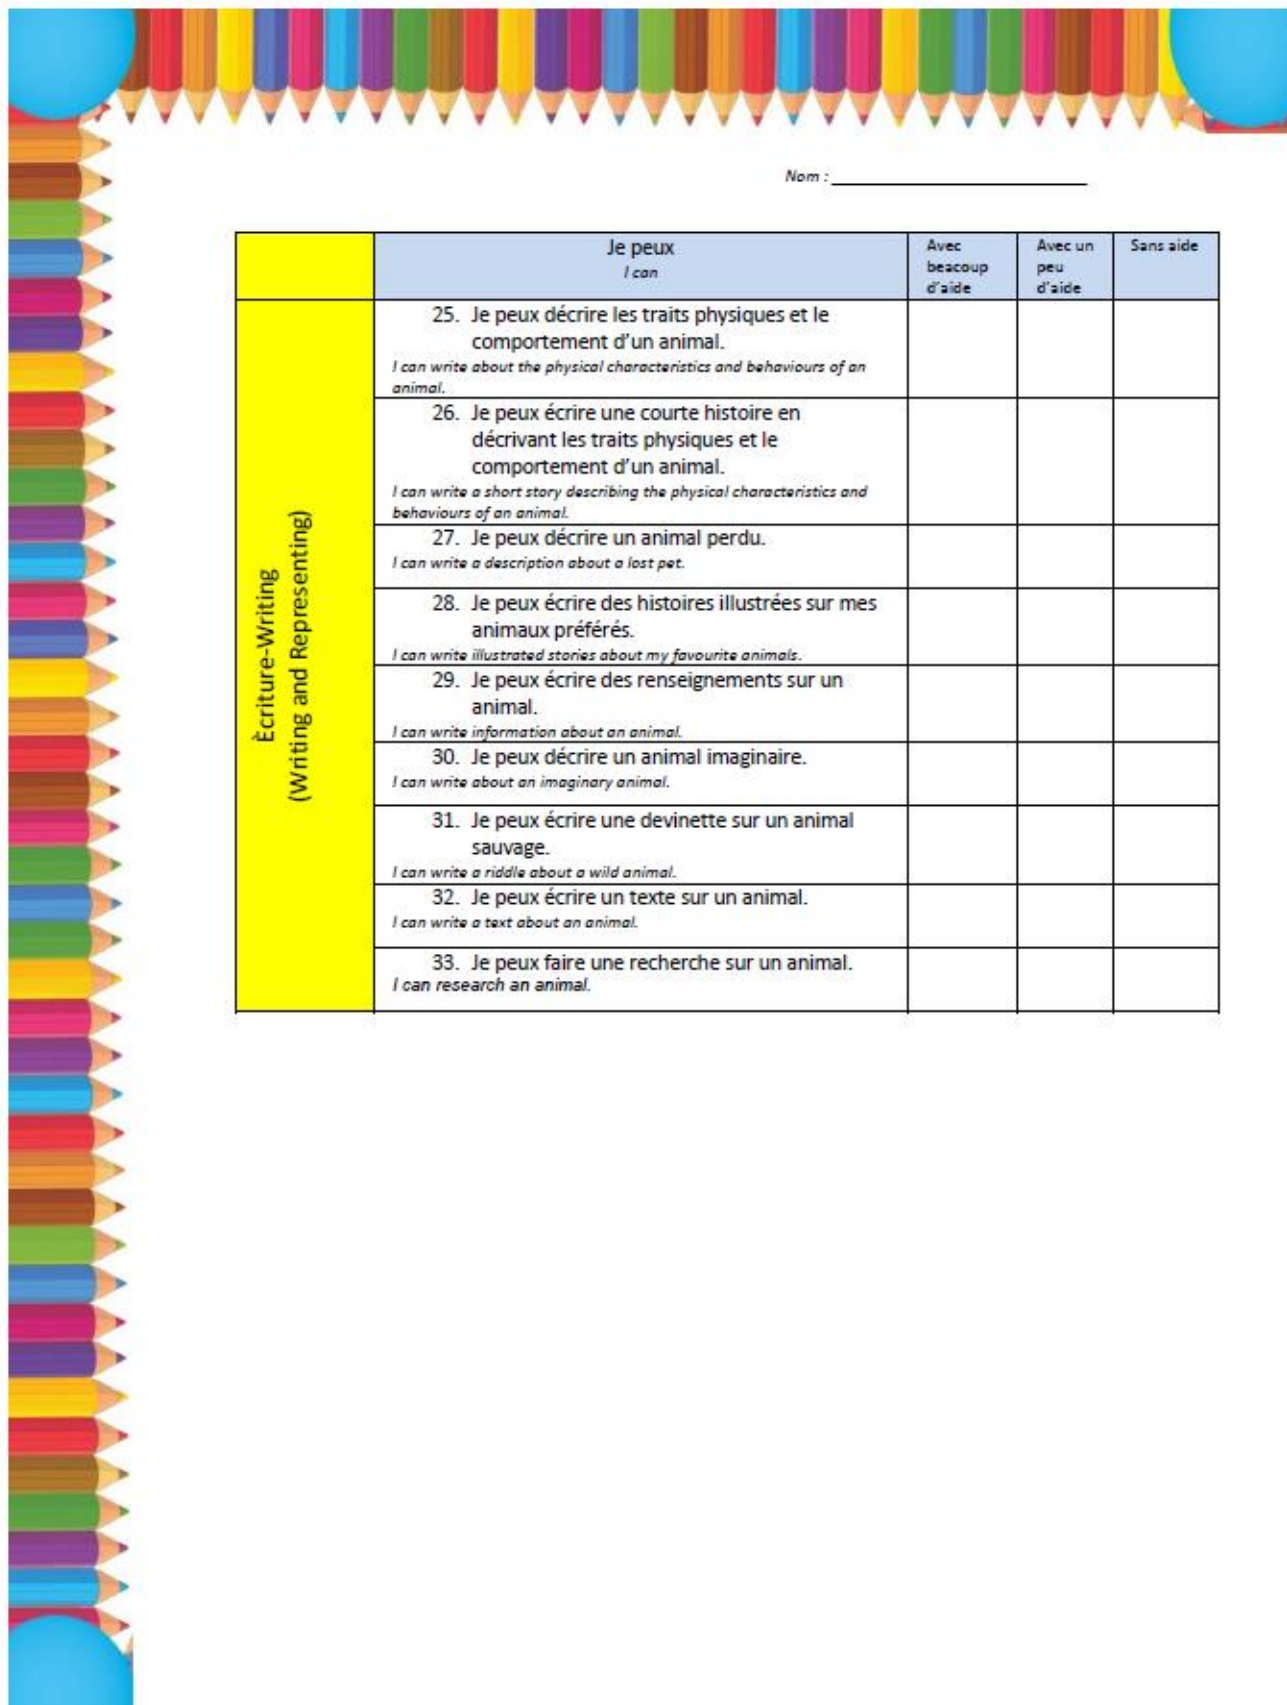 Nom : ______________________
Je peux
I can
Avec
beacoup
d'aide
Avec un
peu
d'aide
Sans aide
Ècriture-Writing
(Writing and Representing)
25. Je peux décrire les traits physiques et le
comportement d'un animal.
I can write about the physical characteristics and behaviours of an
animal.
26. Je peux écrire une courte histoire en
décrivant les traits physiques et le
comportement d'un animal.
I can write a short story describing the physical characteristics and
behaviours of an animal.
27. Je peux décrire un animal perdu.
I can write a description about a lost pet.
28. Je peux écrire des histoires illustrées sur mes
animaux préférés.
I can write illustrated stories about my favourite animals.
29. Je peux écrire des renseignements sur un
animal.
I can write information about an animal.
30. Je peux décrire un animal imaginaire.
I can write about an imaginary animal.
31. Je peux écrire une devinette sur un animal
sauvage.
I can write a riddle about a wild animal.
32. Je peux écrire un texte sur un animal.
I can write a text about an animal.
33. Je peux faire une recherche sur un animal.
I can research an animal.